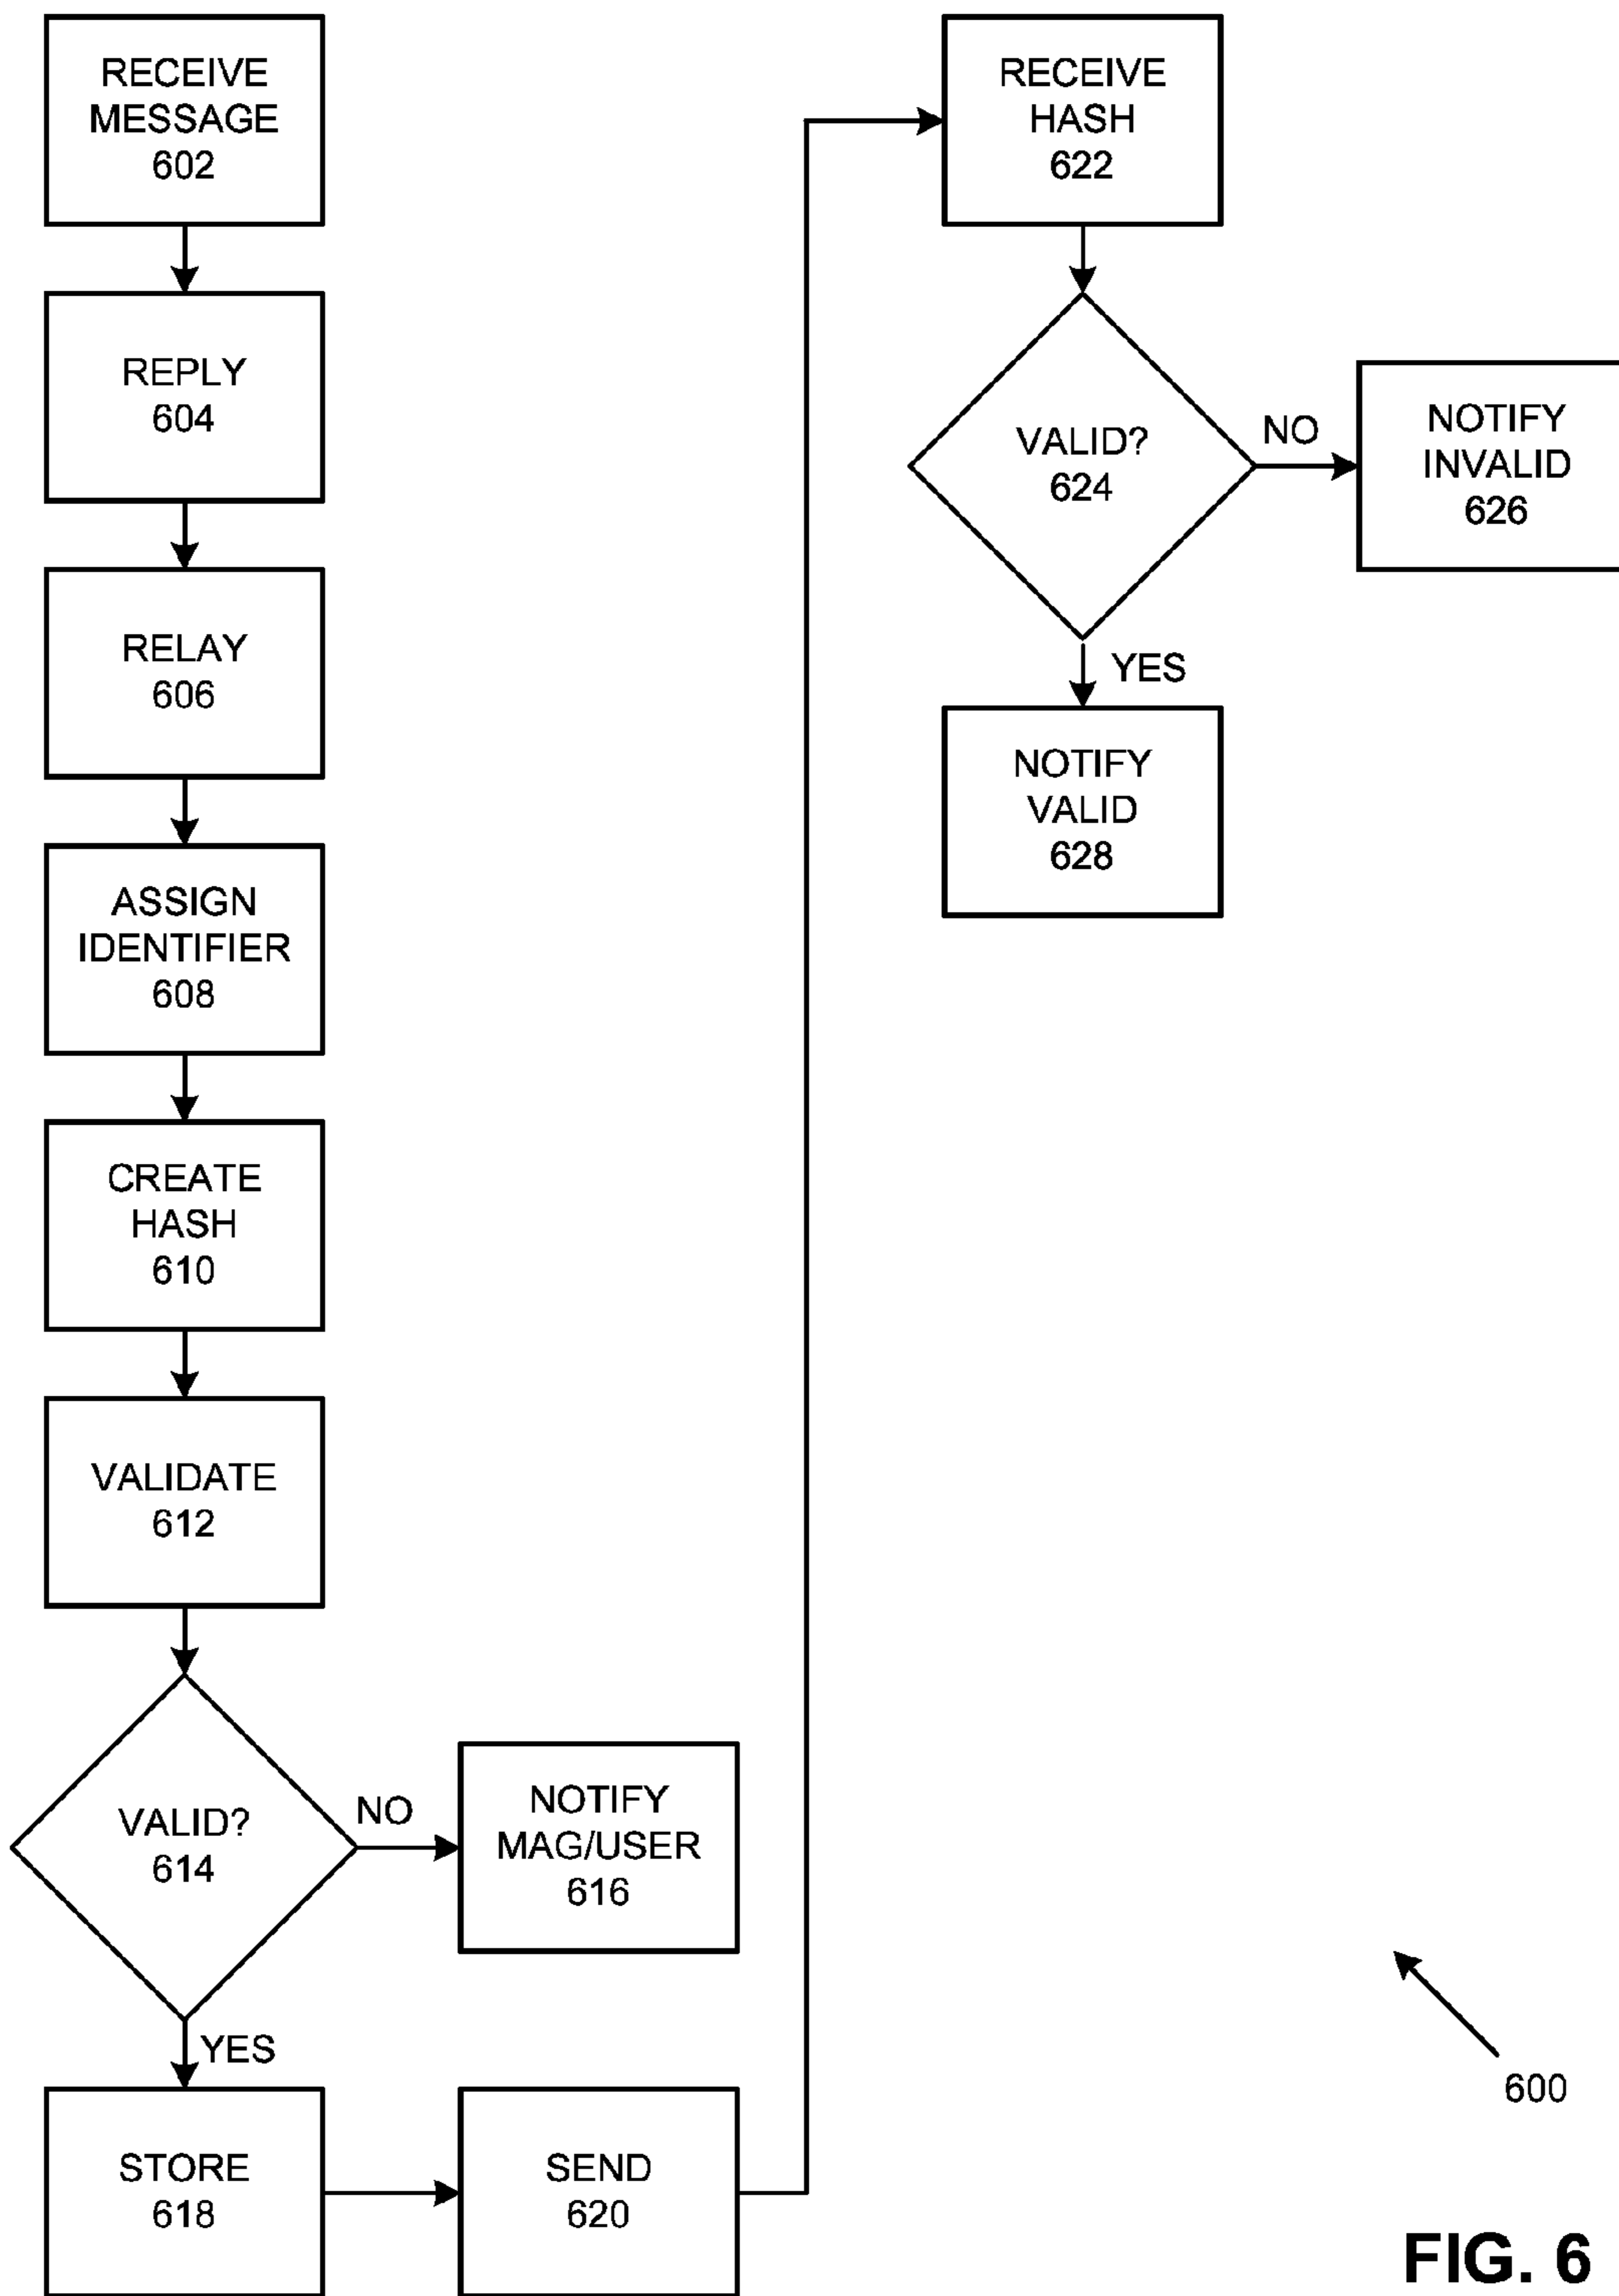 RECEIVE
MESSAGE
602
REPLY
604
RELAY
606
ASSIGN
IDENTIFIER
608
CREATE
HASH
610
VALIDATE
612
VALID?
614
NO
NOTIFY
MAG/USER
616
YES
STORE
618
SEND
620
RECEIVE
HASH
622
VALID?
624
NO
NOTIFY
INVALID
626
YES
NOTIFY
VALID
628
600
FIG. 6